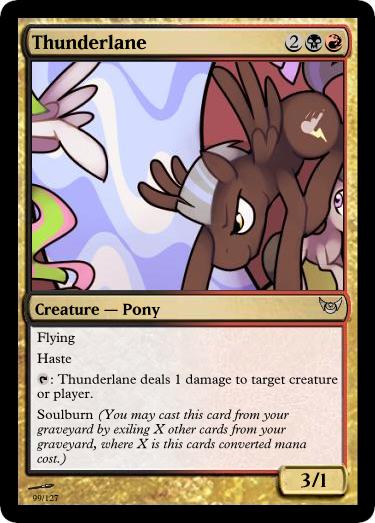 Thunderlane 2
Creature — Pony
Flying
Haste
: Thunderlane deals 1 damage to target creature
or player.
Soulburn (You may cast this card from your
graveyard by exiling X other cards from your
graveyard, where X is this cards converted mana
cost.)
3/1
99/127